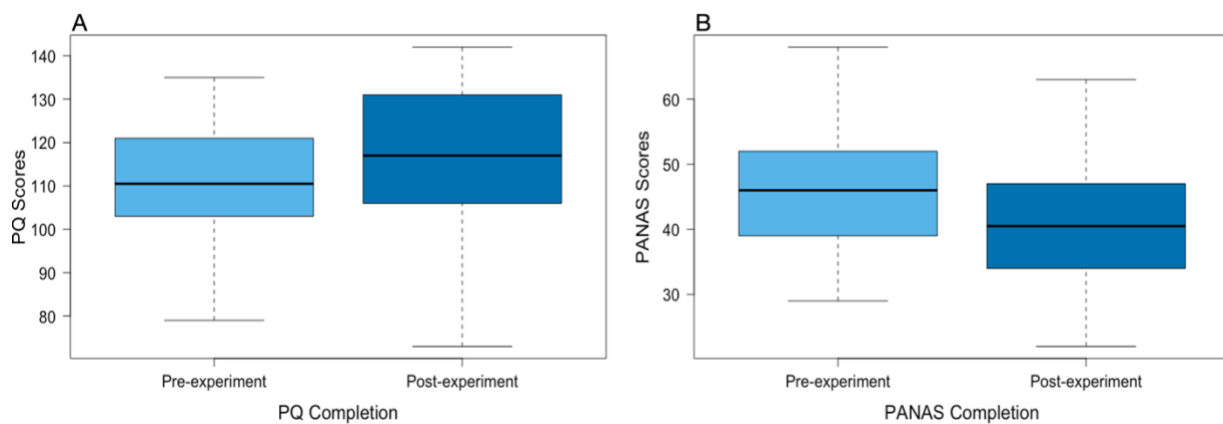 A
PQ Scores
140
130
120
110
100
90
80
Pre-experiment
Post-experiment
PQ Completion
B
PANAS Scores
60
50
40
30
Pre-experiment
Post-experiment
PANAS Completion